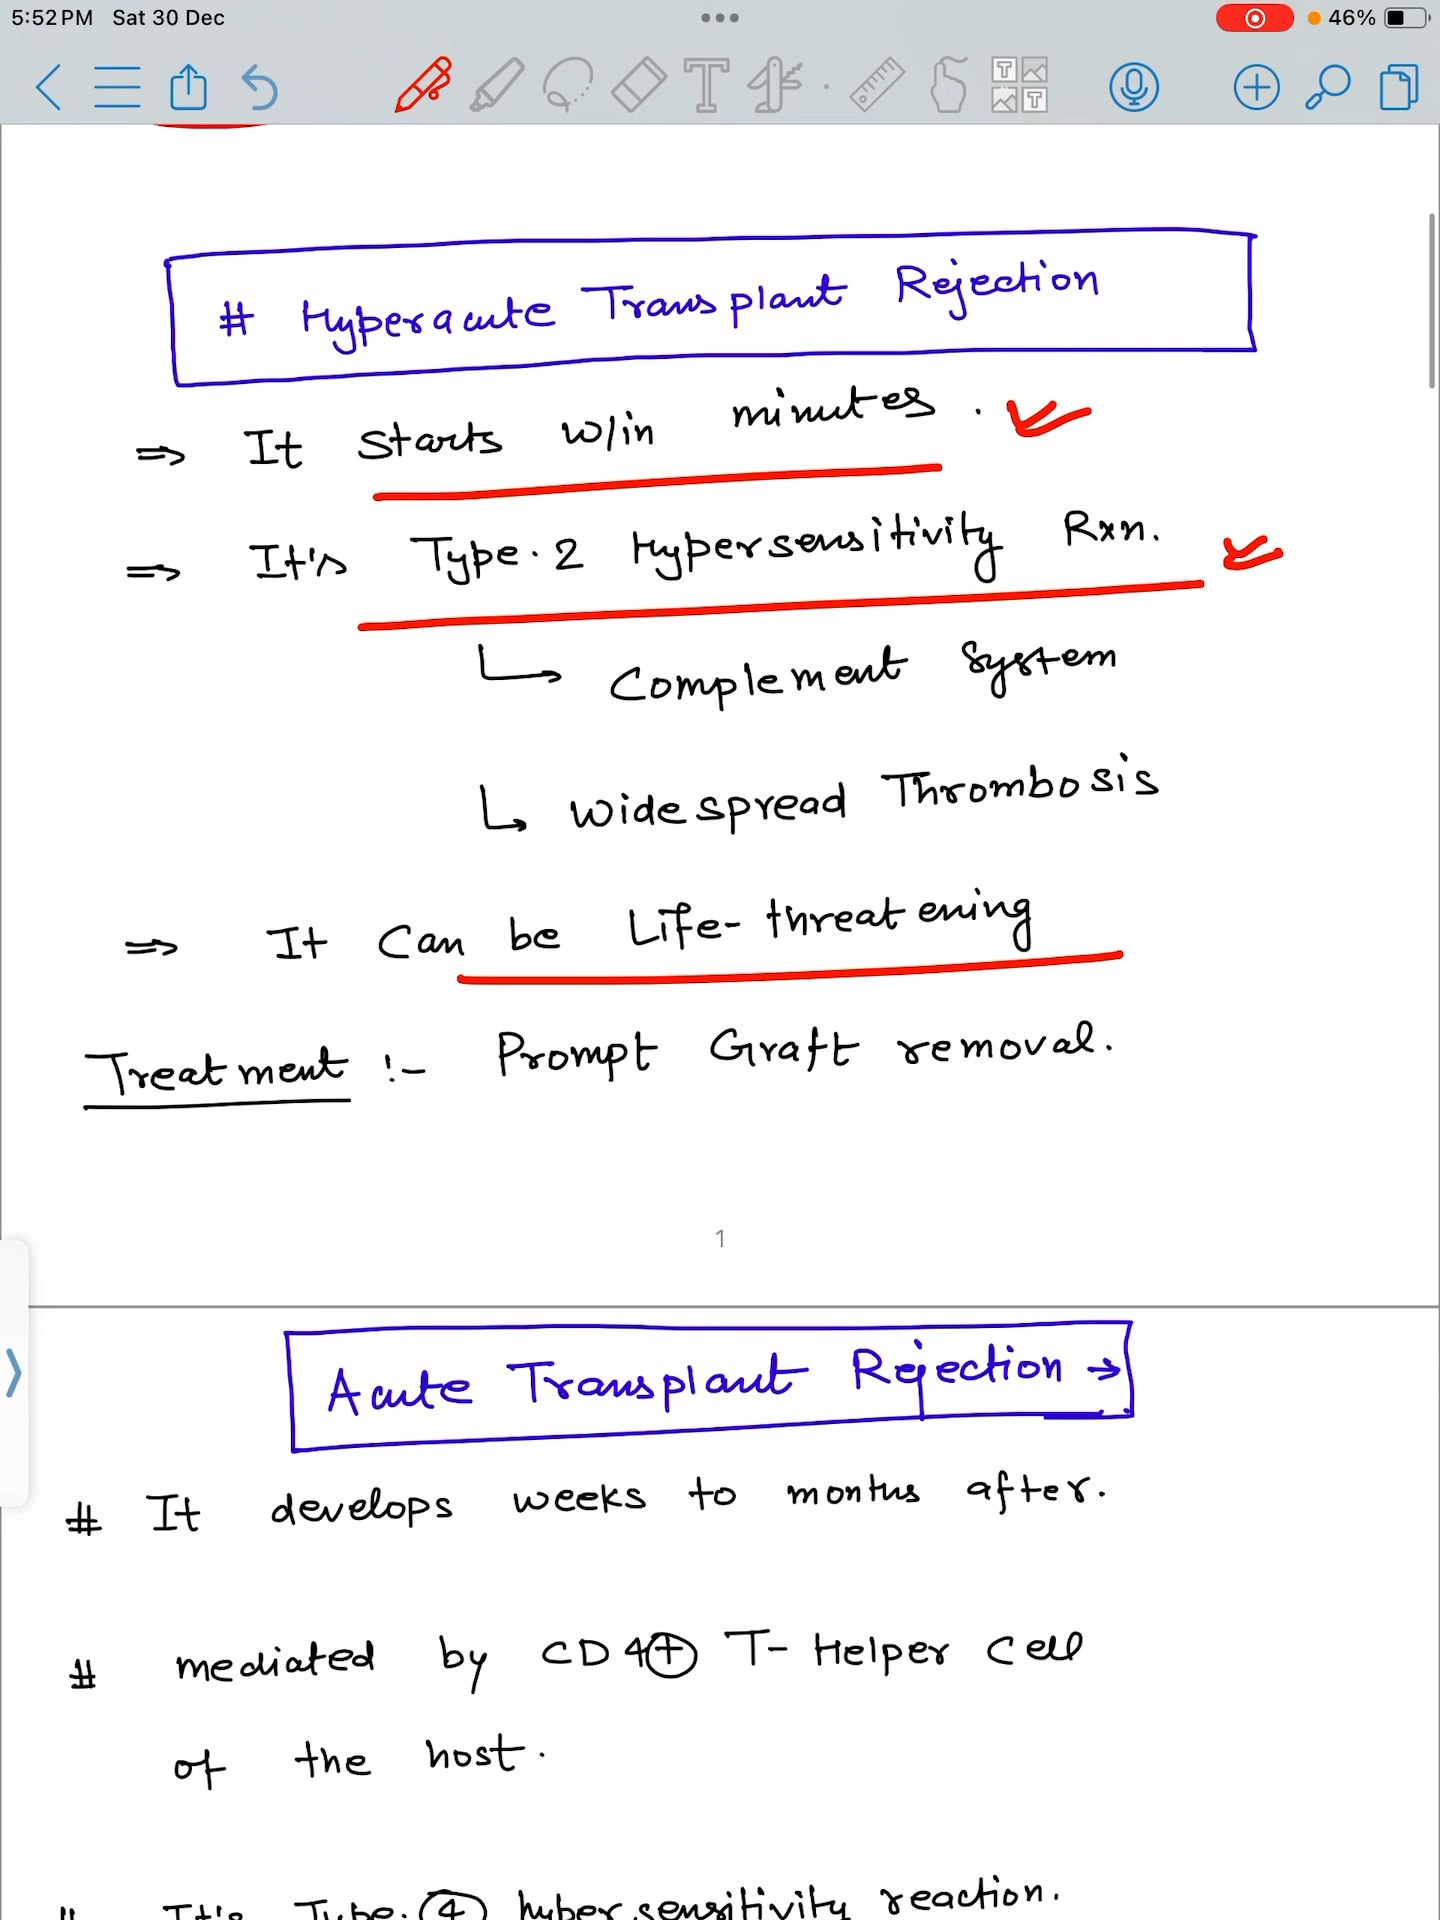 5:52 PM Sat 30 Dec
46%
# Hyperacute Transplant Rejection
⇒ It starts w/in minutes.
⇒ It's Type-2 Hypersensitivity Rxn.
↳ Complement System
↳ widespread Thrombosis
⇒ It can be Life-threatening
Treatment :- Prompt Graft removal.
1
Acute Transplant Rejection →
# It develops weeks to months after.
# mediated by CD4⊕ T-Helper cell
of the host.
# It's Type-④ hypersensitivity reaction.